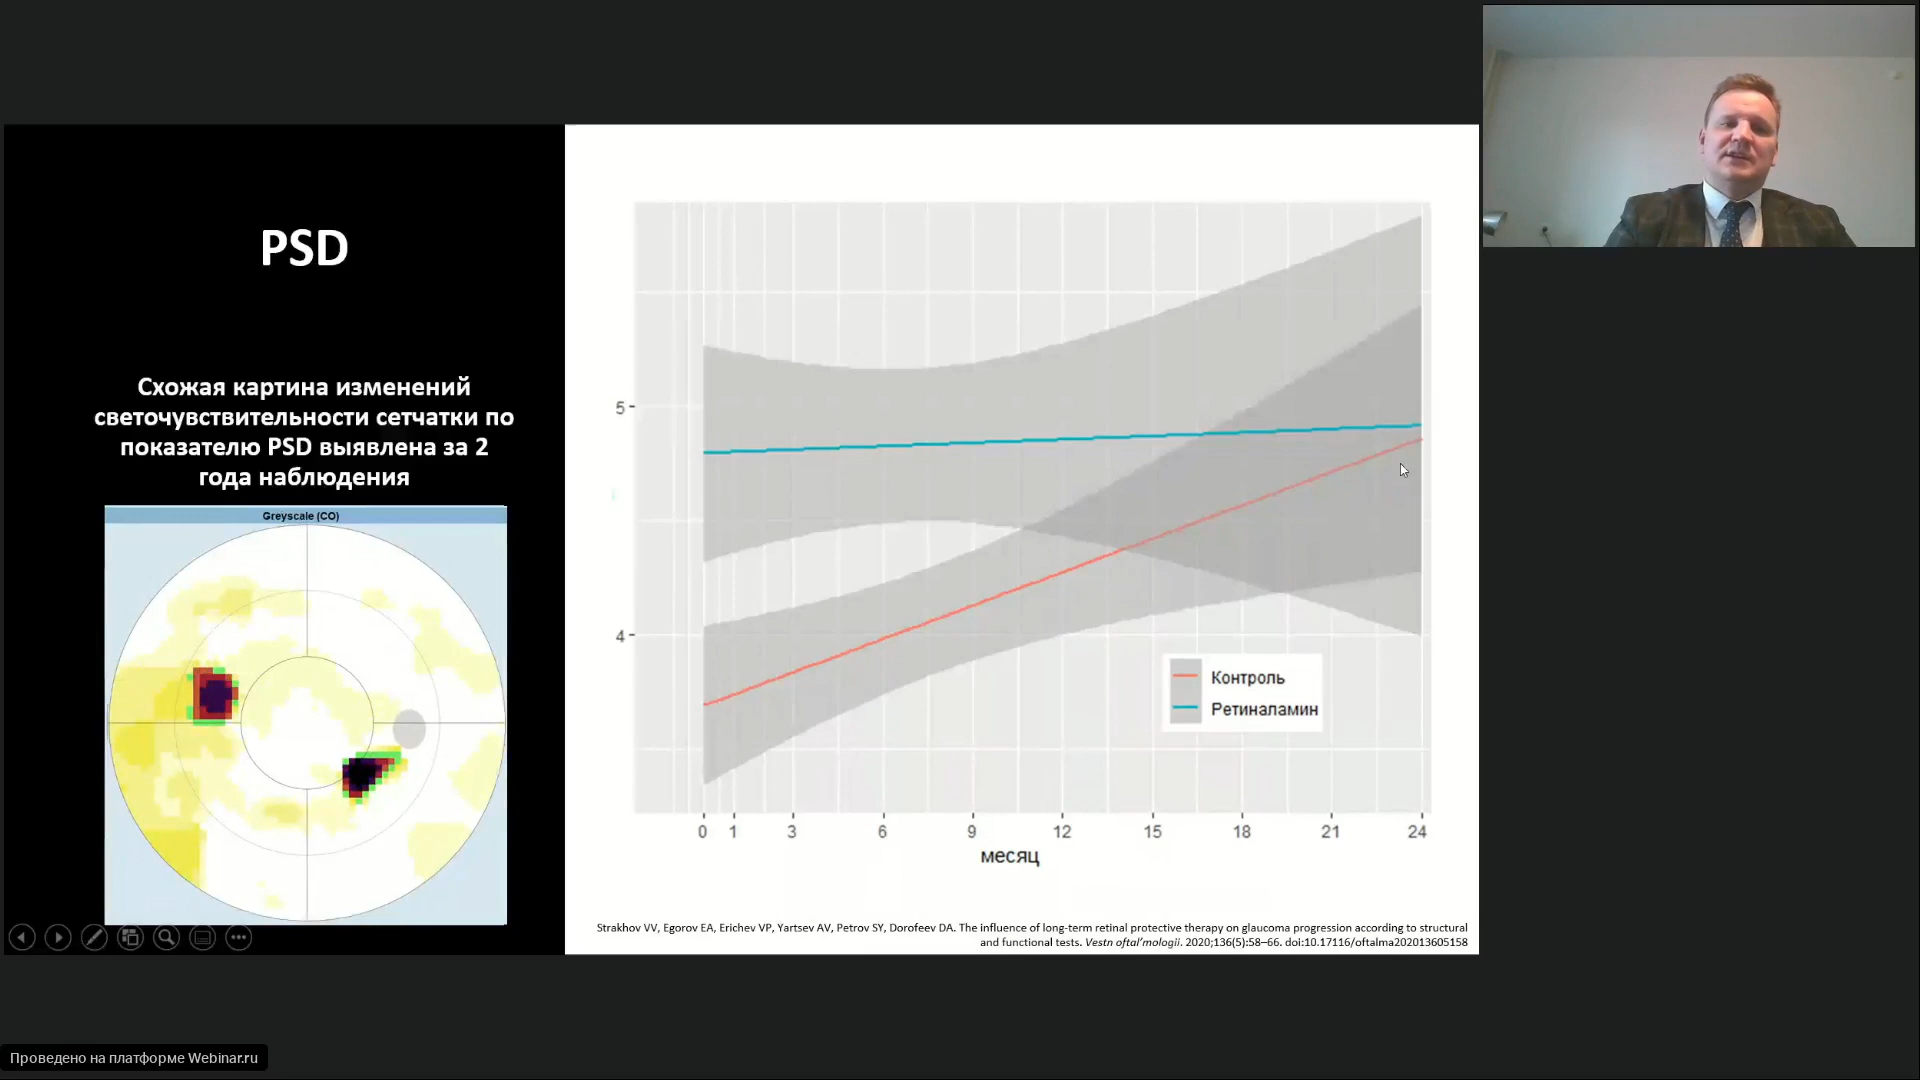 PSD
Схожая картина изменений
светочувствительности сетчатки по
показателю PSD выявлена за 2
года наблюдения
Greyscale (CO)
5
4
Контроль
Ретиналамин
0 1 3 6 9 12 15 18 21 24
месяц
Strakhov VV, Egorov EA, Erichev VP, Yartsev AV, Petrov SY, Dorofeev DA. The influence of long-term retinal protective therapy on glaucoma progression according to structural
and functional tests. Vestn oftal'mologii. 2020;136(5):58–66. doi:10.17116/oftalma202013605158
Проведено на платформе Webinar.ru